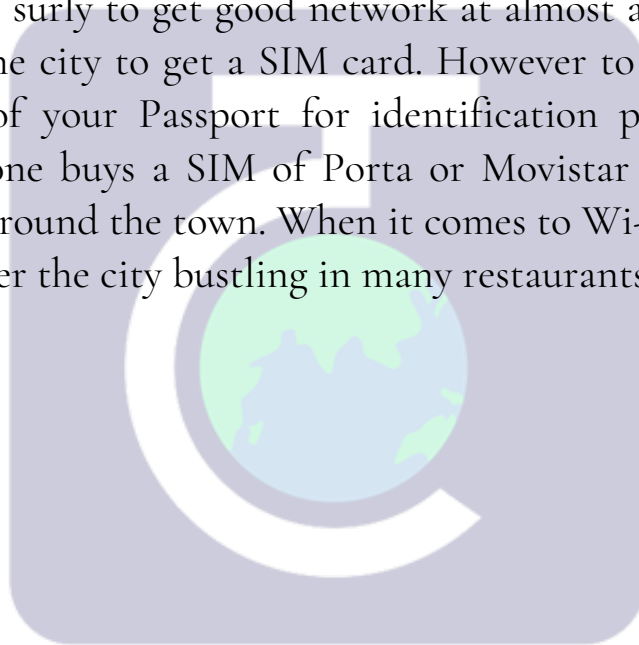 surly to get good network at almost a
he city to get a SIM card. However to
of your Passport for identification p
one buys a SIM of Porta or Movistar
round the town. When it comes to Wi-
er the city bustling in many restaurants